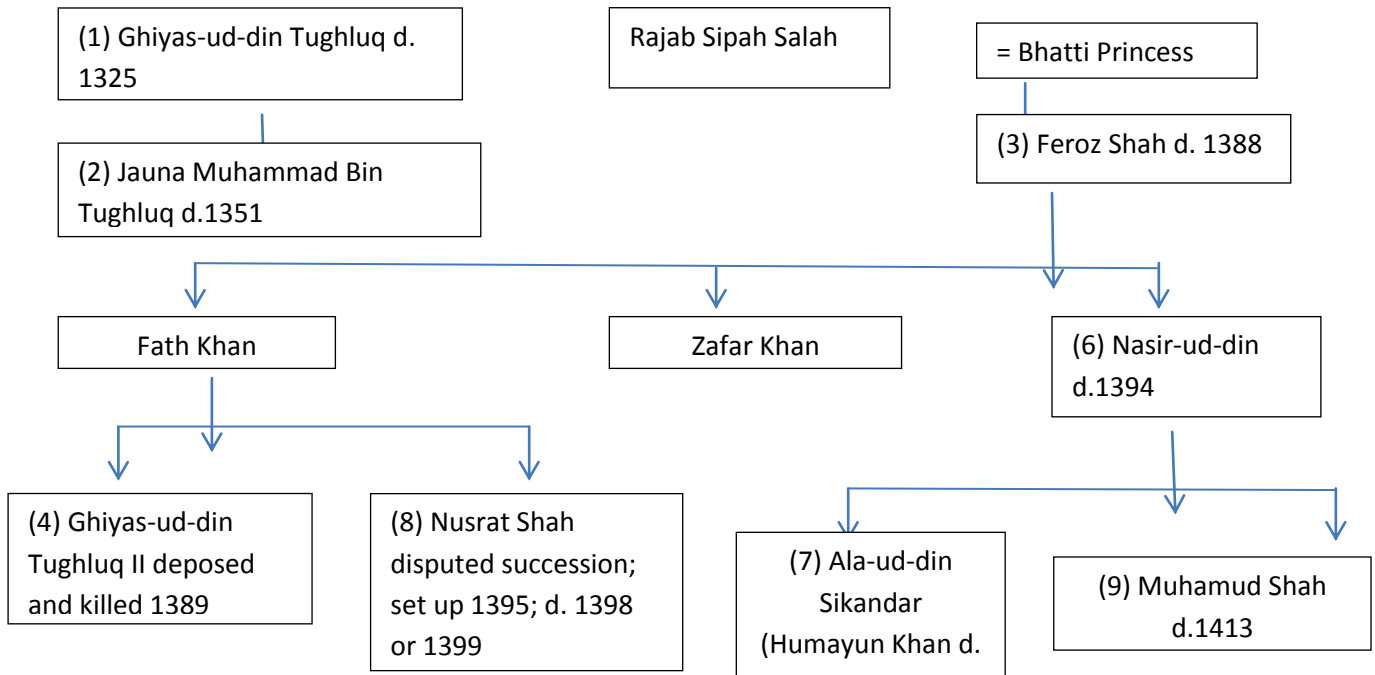 (1) Ghiyas-ud-din Tughluq d.
1325
Rajab Sipah Salah
= Bhatti Princess
(2) Jauna Muhammad Bin
Tughluq d.1351
(3) Feroz Shah d. 1388
Fath Khan
Zafar Khan
(6) Nasir-ud-din
d.1394
(4) Ghiyas-ud-din
Tughluq II deposed
and killed 1389
(8) Nusrat Shah
disputed succession;
set up 1395; d. 1398
or 1399
(7) Ala-ud-din
Sikandar
(Humayun Khan d.
(9) Muhamud Shah
d.1413